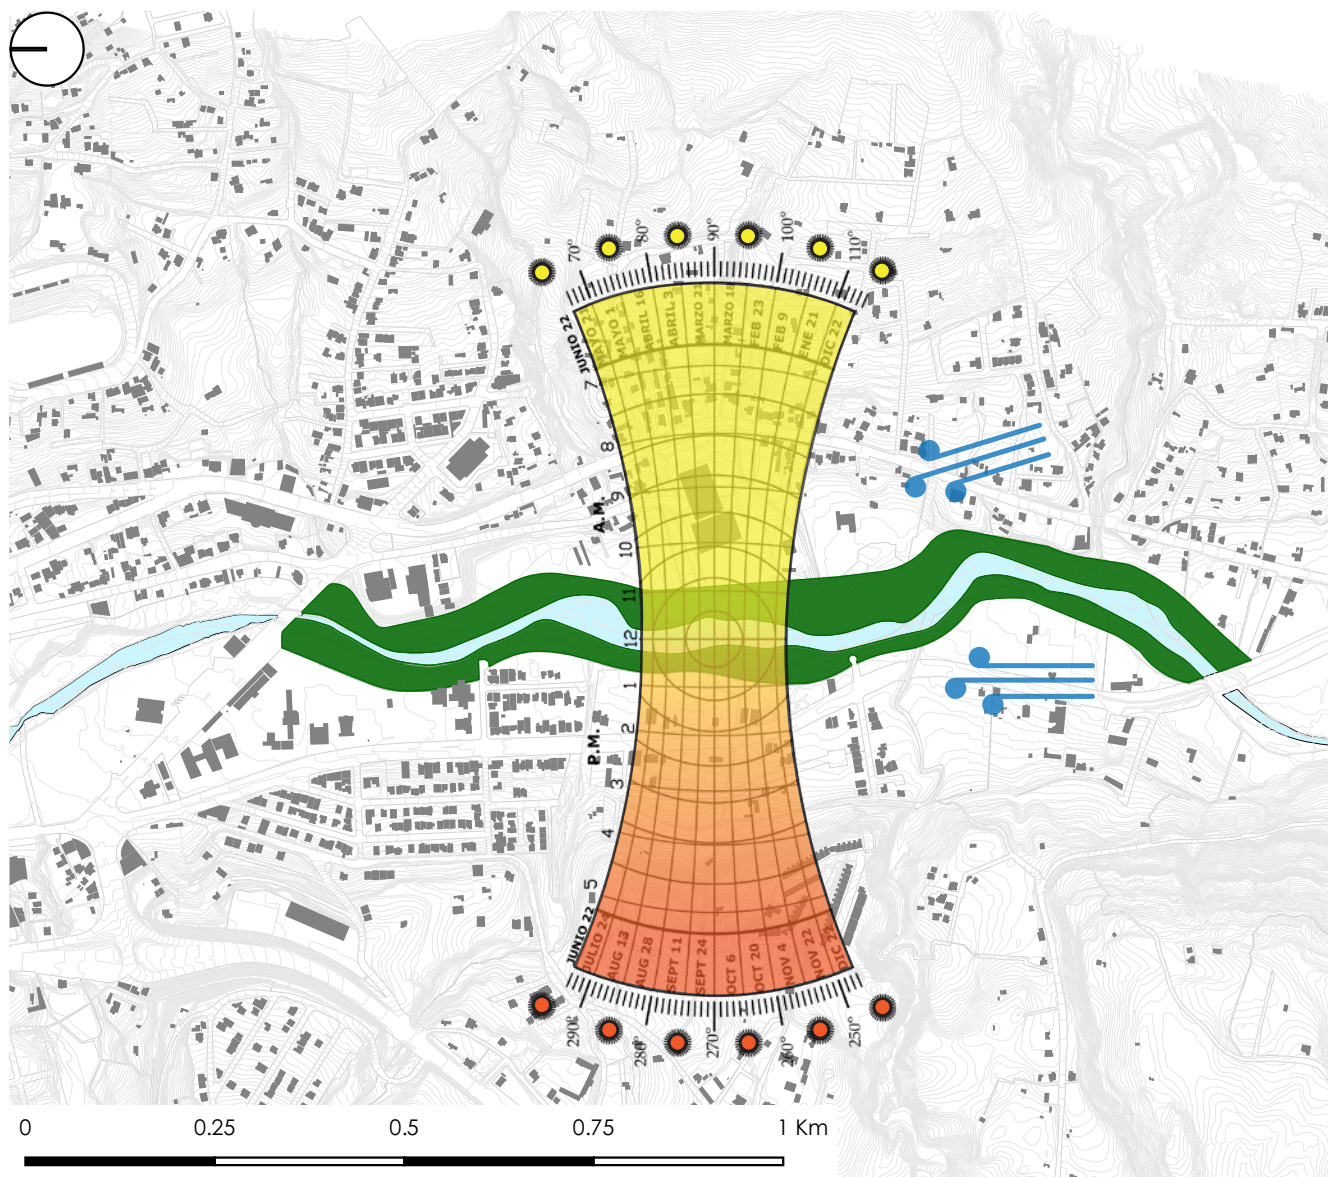 70°
80°
90°
100°
110°
JUNIO 22
MAYO 1
ABRIL 16
ABRIL 3
MARZO 21
MARZO 18
FEB 23
FEB 9
ENE 21
DIC 22
7
8
9
A.M.
10
11
12
1
2
P.M.
3
4
5
JUNIO 22
JULIO 24
AUG 13
AUG 28
SEPT 11
SEPT 24
OCT 6
OCT 20
NOV 4
NOV 22
DIC 22
290°
280°
270°
260°
250°
0
0.25
0.5
0.75
1 Km